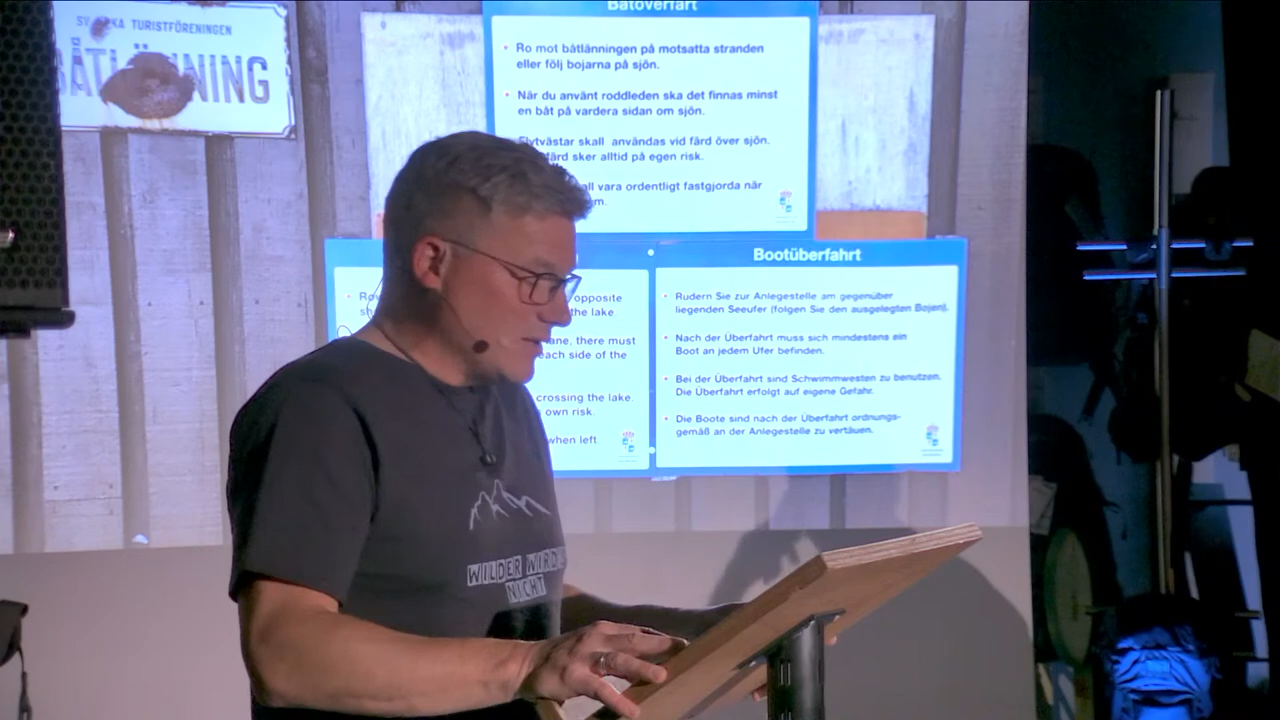 SV KA TURISTFÖRENINGEN
BÅTL NNING
Båtöverfart
Ro mot båtlänningen på motsatta stranden
eller följ bojarna på sjön.
När du använt roddleden ska det finnas minst
en båt på vardera sidan om sjön.
Flytvästar skall användas vid färd över sjön.
färd sker alltid på egen risk.
all vara ordentligt fastgjorda när
m.
opposite
the lake.
ane, there must
each side of the
crossing the lake.
own risk.
when left
Bootüberfahrt
Rudern Sie zur Anlegestelle am gegenüber
liegenden Seeufer (folgen Sie den ausgelegten Bojen).
Nach der Überfahrt muss sich mindestens ein
Boot an jedem Ufer befinden.
Bei der Überfahrt sind Schwimmwesten zu benutzen.
Die Überfahrt erfolgt auf eigene Gefahr.
Die Boote sind nach der Überfahrt ordnungs-
gemäß an der Anlegestelle zu vertäuen.
WILDER WIRD
NICHT